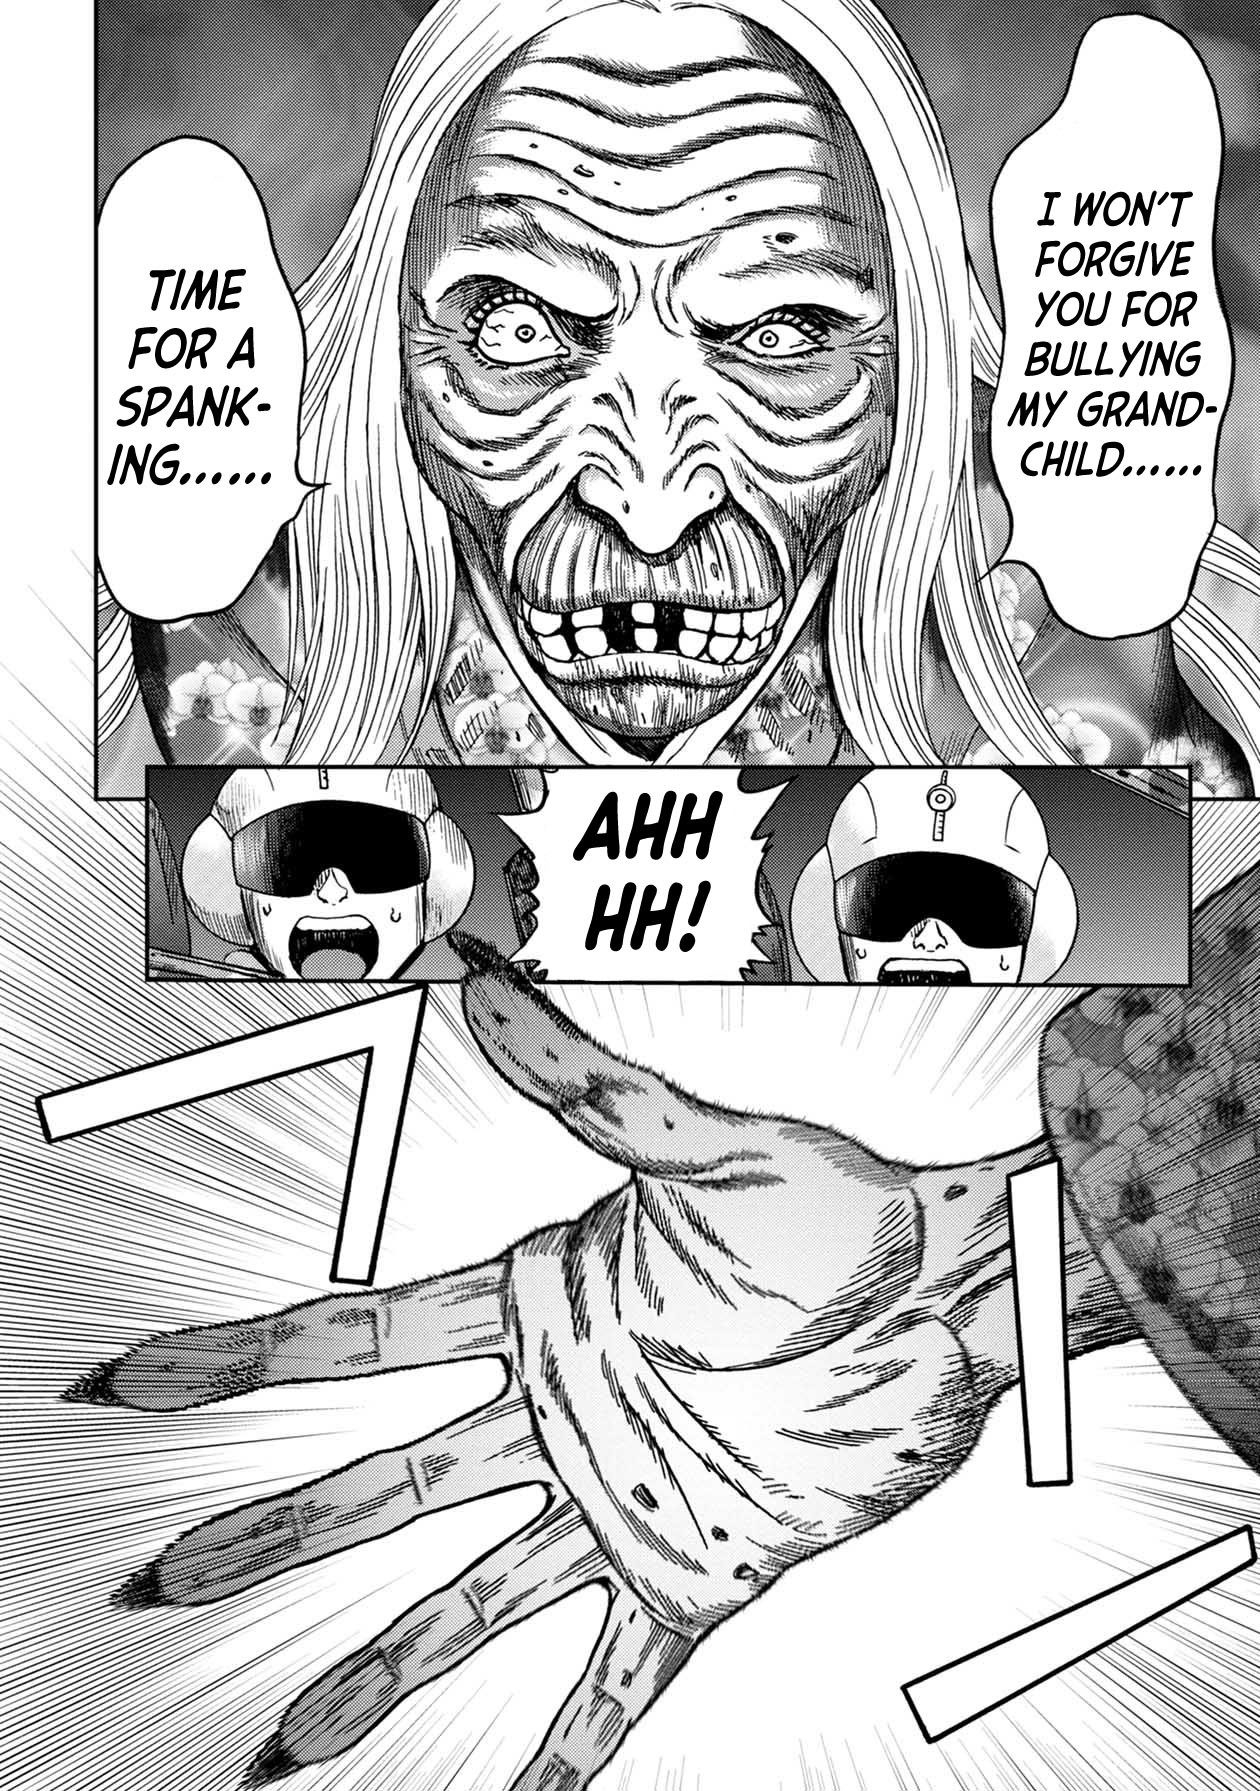 I WON'T
FORGIVE
YOU FOR
BULLYING
MY GRAND-
CHILD......
TIME
FOR A
SPANK-
ING......
AHH
HH!